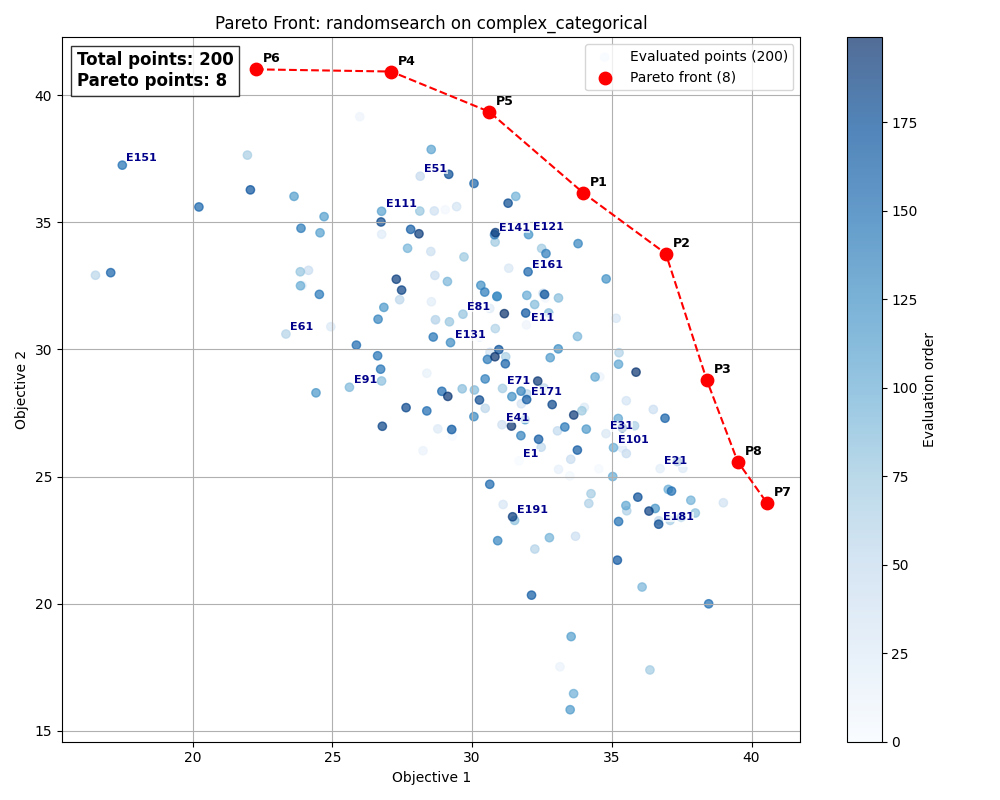 Pareto Front: randomsearch on complex_categorical
Total points: 200
Pareto points: 8
Evaluated points (200)
Pareto front (8)
P6
P4
P5
P1
P2
P3
P8
P7
E151
E51
E111
E141
E121
E161
E81
E11
E61
E131
E91
E71
E171
E41
E31
E101
E1
E21
E191
E181
40
35
30
25
20
15
20
25
30
35
40
Objective 1
Objective 2
175
150
125
100
75
50
25
0
Evaluation order